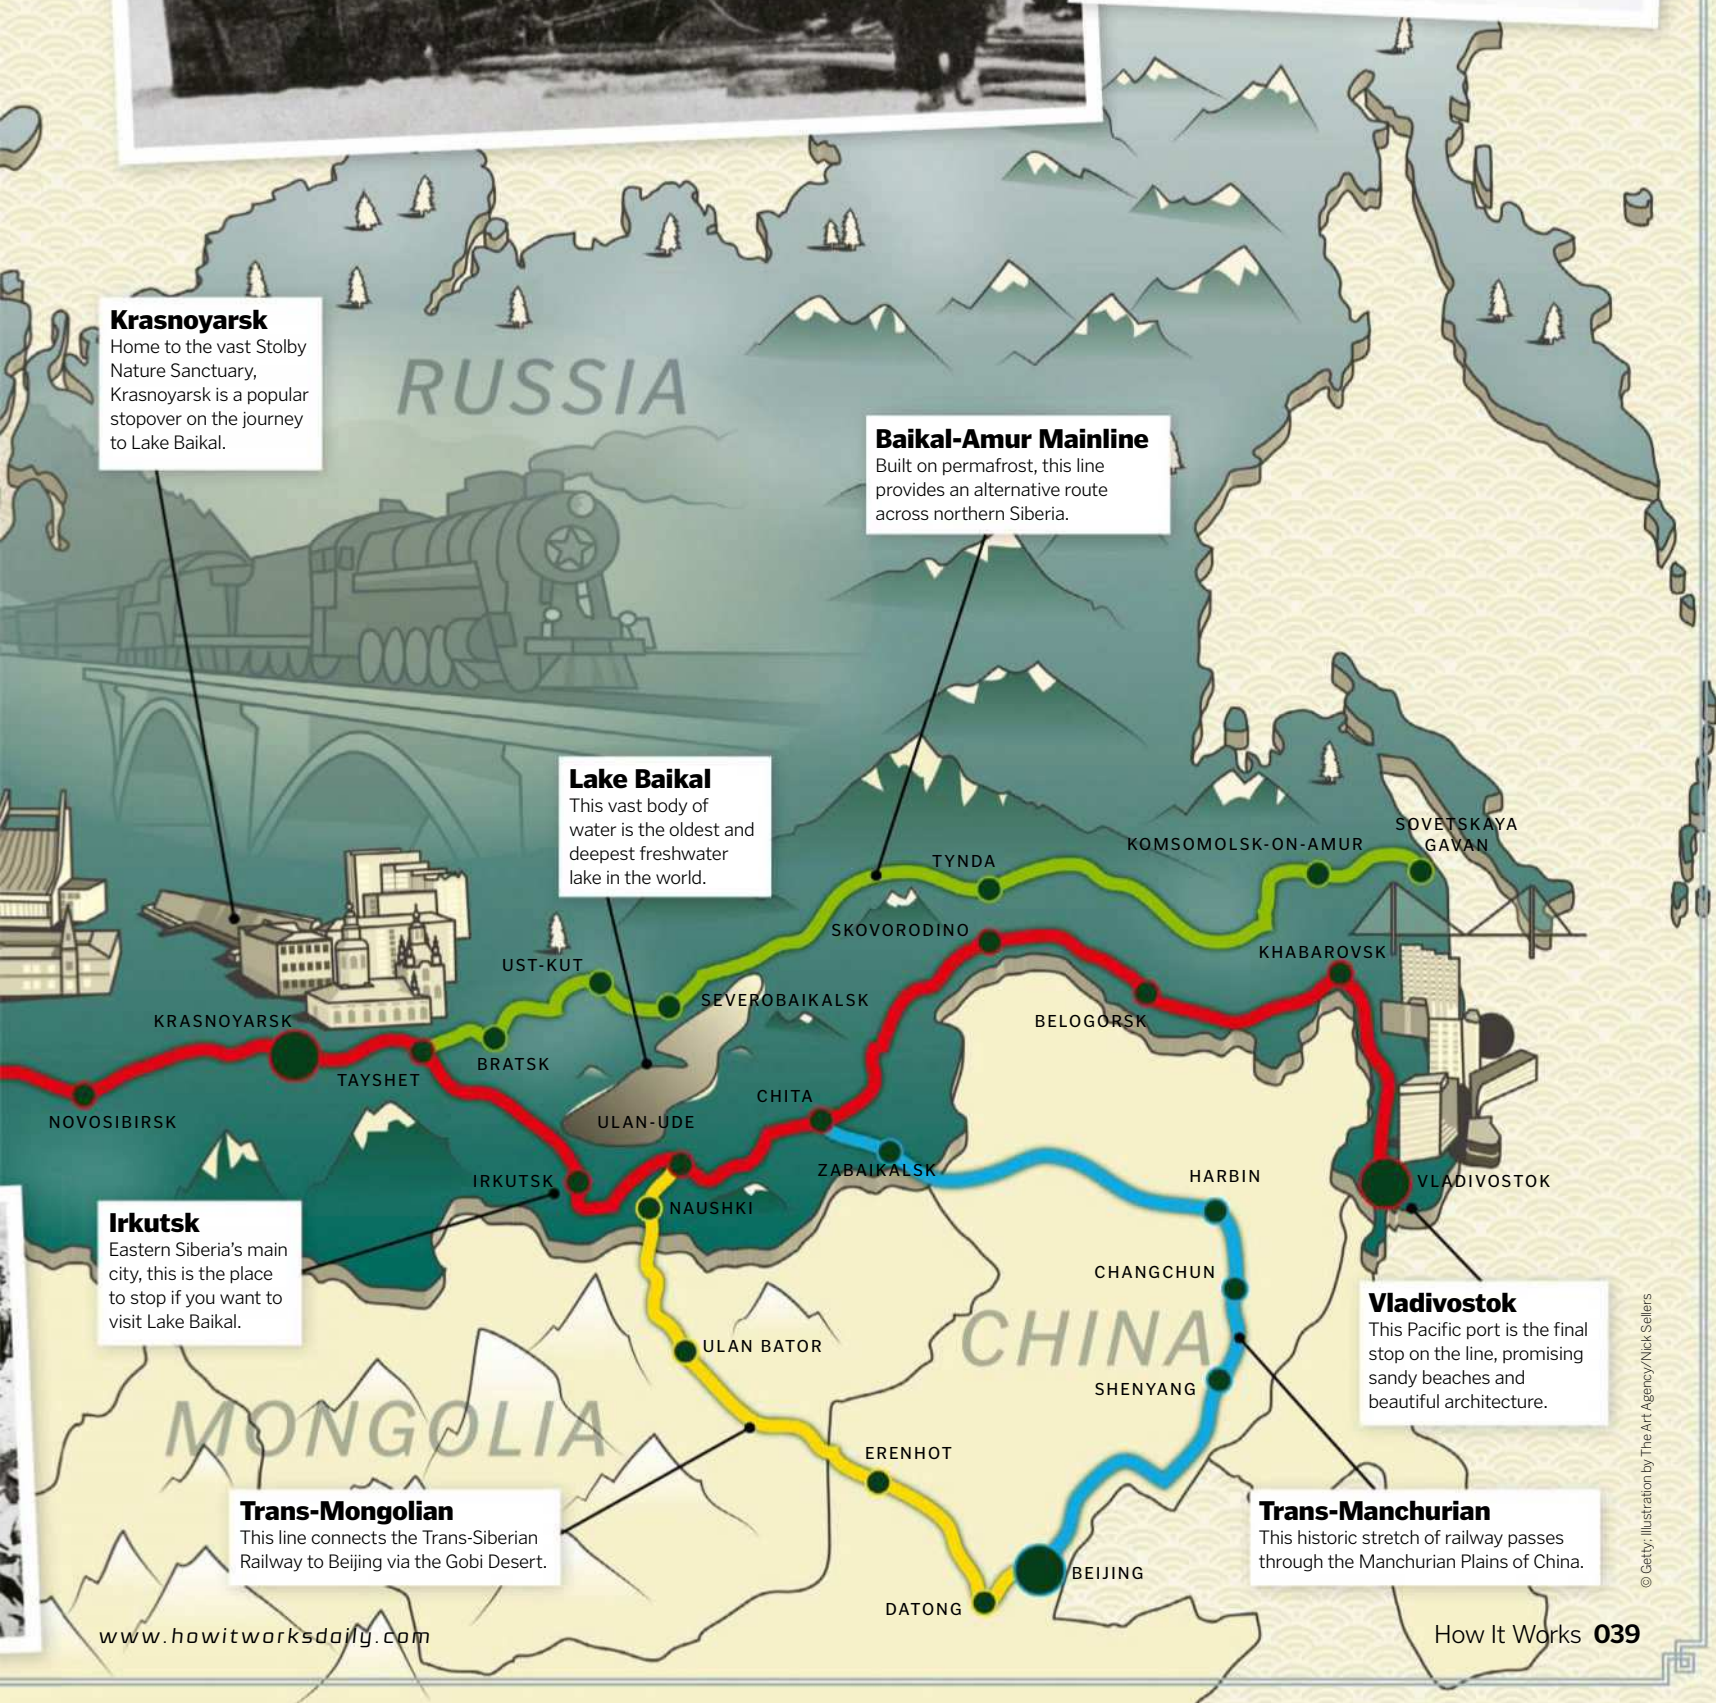 Krasnoyarsk
Home to the vast Stolby
Nature Sanctuary,
Krasnoyarsk is a popular
stopover on the journey
to Lake Baikal.
RUSSIA
Baikal-Amur Mainline
Built on permafrost, this line
provides an alternative route
across northern Siberia.
Lake Baikal
This vast body of
water is the oldest and
deepest freshwater
lake in the world.
SOVETSKAYA
GAVAN
KOMSOMOLSK-ON-AMUR
TYNDA
SKOVORODINO
KHABAROVSK
UST-KUT
SEVEROBAIKALSK
KRASNOYARSK
BELOGORSK
BRATSK
TAYSHET
CHITA
NOVOSIBIRSK
ULAN-UDE
ZABAIKALSK
HARBIN
IRKUTSK
VLADIVOSTOK
NAUSHKI
Irkutsk
Eastern Siberia's main
city, this is the place
to stop if you want to
visit Lake Baikal.
CHANGCHUN
CHINA
Vladivostok
This Pacific port is the final
stop on the line, promising
sandy beaches and
beautiful architecture.
ULAN BATOR
SHENYANG
MONGOLIA
ERENHOT
Trans-Mongolian
This line connects the Trans-Siberian
Railway to Beijing via the Gobi Desert.
Trans-Manchurian
This historic stretch of railway passes
through the Manchurian Plains of China.
BEIJING
DATONG
© Getty; Illustration by The Art Agency/Nick Sellers
www.howitworksdaily.com
How It Works 039